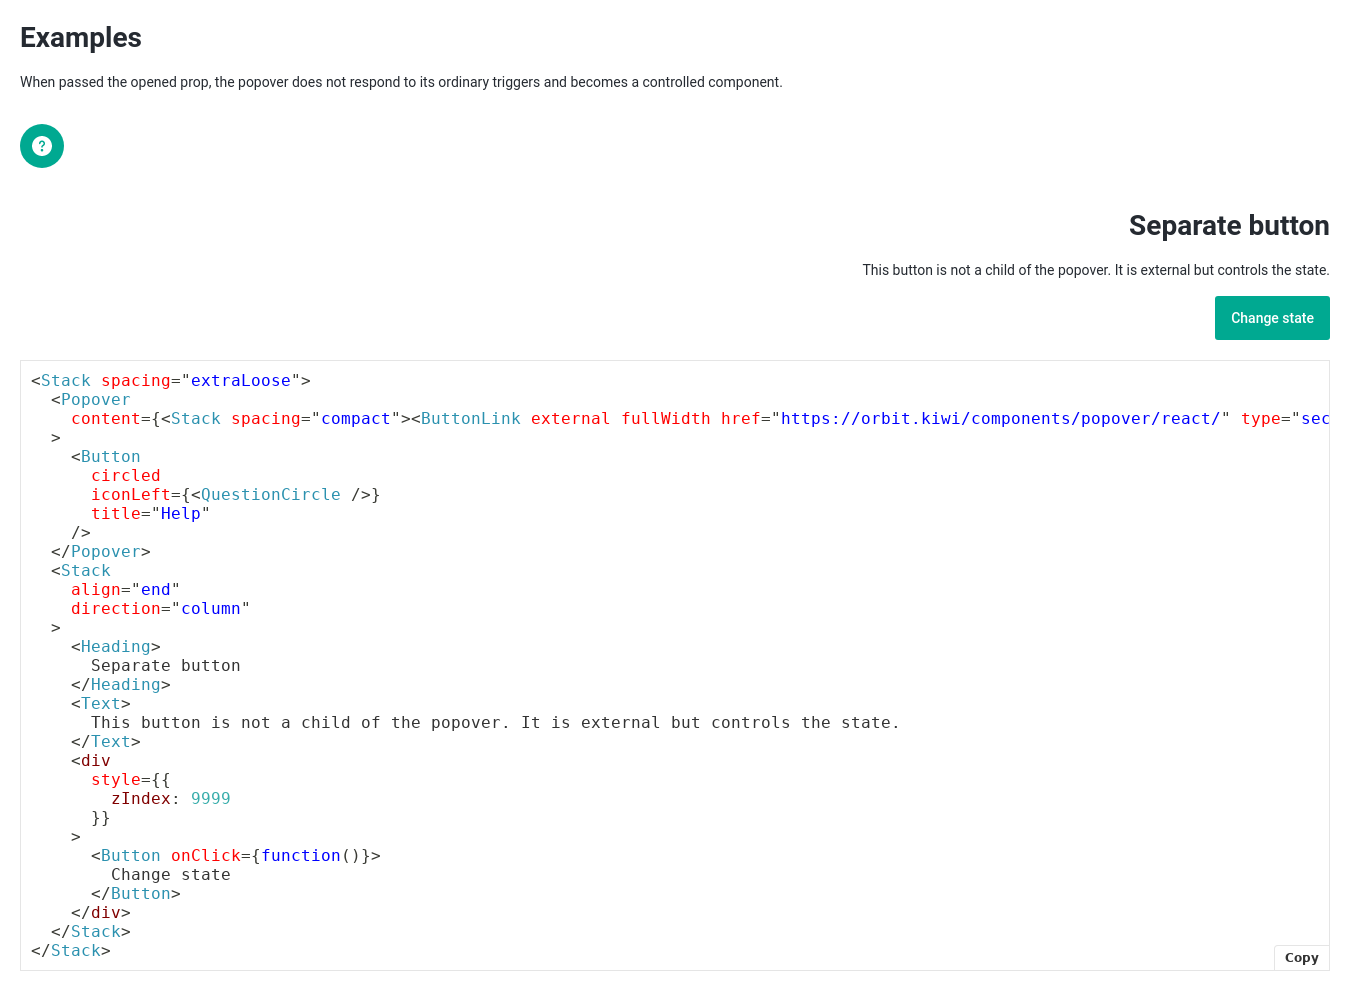 Examples
When passed the opened prop, the popover does not respond to its ordinary triggers and becomes a controlled component.
?
Separate button
This button is not a child of the popover. It is external but controls the state.
Change state
<Stack spacing="extraLoose">
  <Popover
    content={<Stack spacing="compact"><ButtonLink external fullWidth href="https://orbit.kiwi/components/popover/react/" type="sec
  >
    <Button
      circled
      iconLeft={<QuestionCircle />}
      title="Help"
    />
  </Popover>
  <Stack
    align="end"
    direction="column"
  >
    <Heading>
      Separate button
    </Heading>
    <Text>
      This button is not a child of the popover. It is external but controls the state.
    </Text>
    <div
      style={{
        zIndex: 9999
      }}
    >
      <Button onClick={function()}>
        Change state
      </Button>
    </div>
  </Stack>
</Stack>
Copy